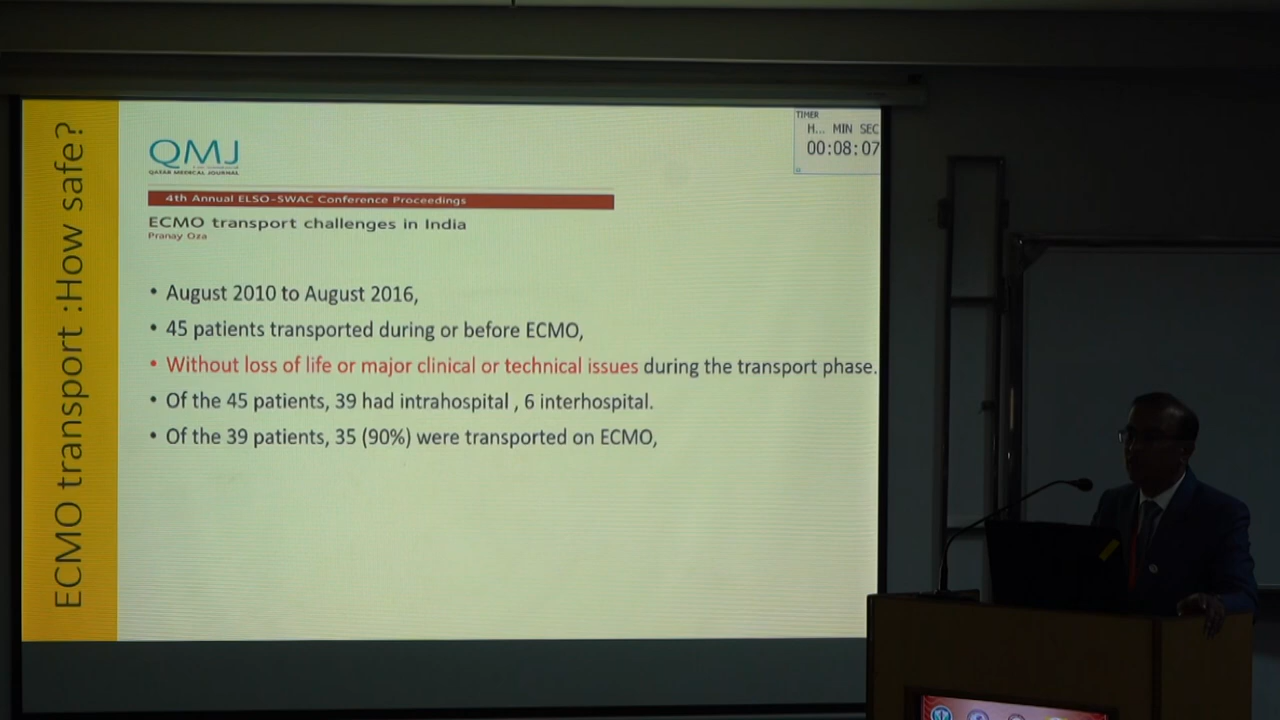 ECMO transport :How safe?
QMJ
QATAR MEDICAL JOURNAL
4th Annual ELSO-SWAC Conference Proceedings
ECMO transport challenges in India
Pranay Oza
TIMER
H... MIN SEC
00:08:07
• August 2010 to August 2016,
• 45 patients transported during or before ECMO,
• Without loss of life or major clinical or technical issues during the transport phase.
• Of the 45 patients, 39 had intrahospital , 6 interhospital.
• Of the 39 patients, 35 (90%) were transported on ECMO,